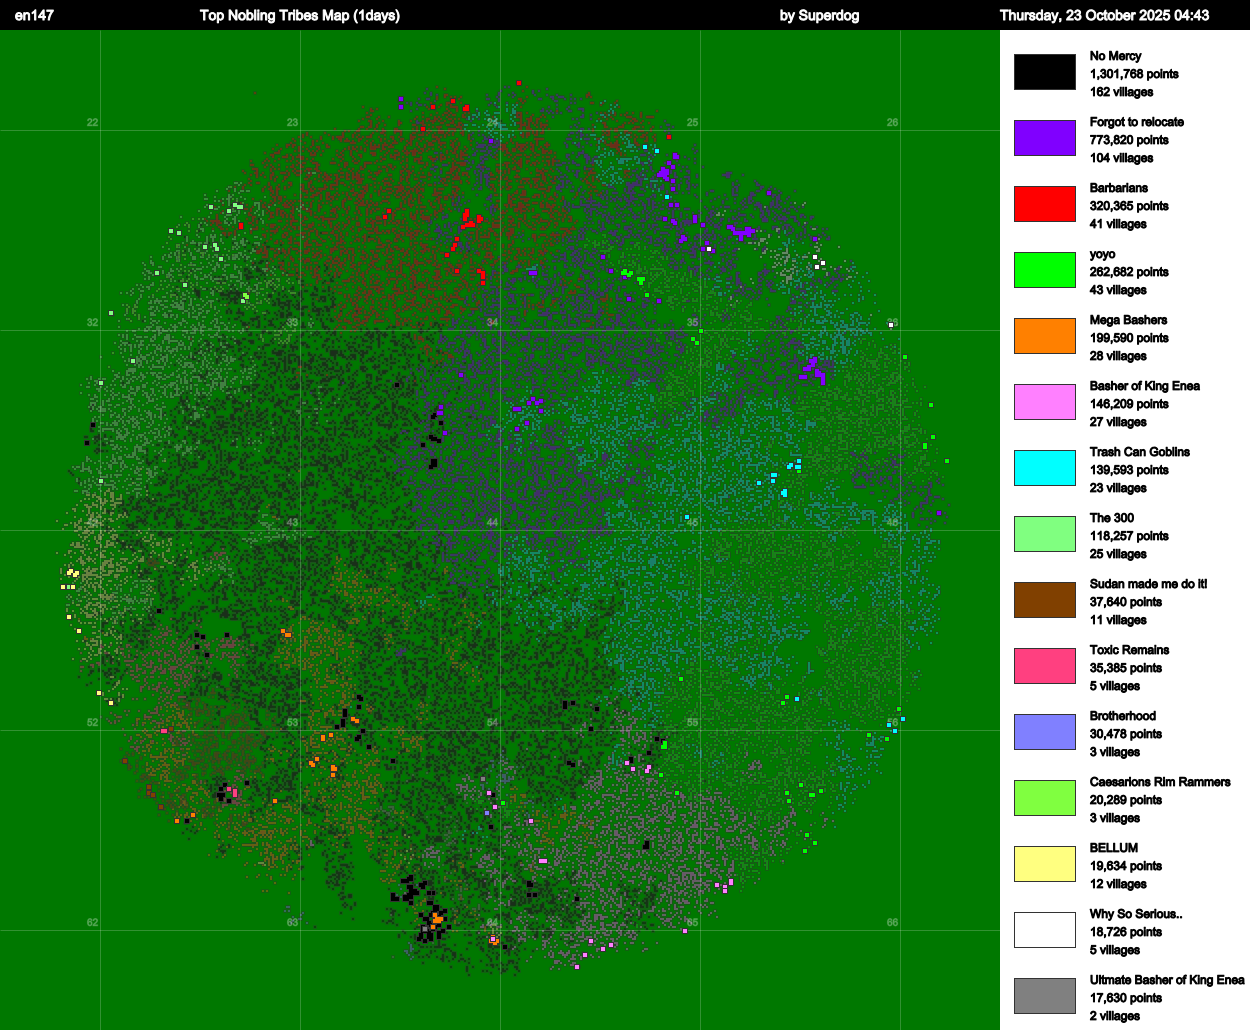 en147
Top Nobling Tribes Map (1days)
by Superdog
Thursday, 23 October 2025 04:43
No Mercy
1,301,768 points
162 villages
Forgot to relocate
773,820 points
104 villages
Barbarians
320,365 points
41 villages
yoyo
262,682 points
43 villages
Mega Bashers
199,590 points
28 villages
Basher of King Enea
146,209 points
27 villages
Trash Can Goblins
139,593 points
23 villages
The 300
118,257 points
25 villages
Sudan made me do it!
37,640 points
11 villages
Toxic Remains
35,385 points
5 villages
Brotherhood
30,478 points
3 villages
Caesarions Rim Rammers
20,289 points
3 villages
BELLUM
19,634 points
12 villages
Why So Serious..
18,726 points
5 villages
Ultmate Basher of King Enea
17,630 points
2 villages
22 23 24 25 26
32 33 34 35 36
43 44 45 46
52 53 54 55 56
62 63 64 65 66